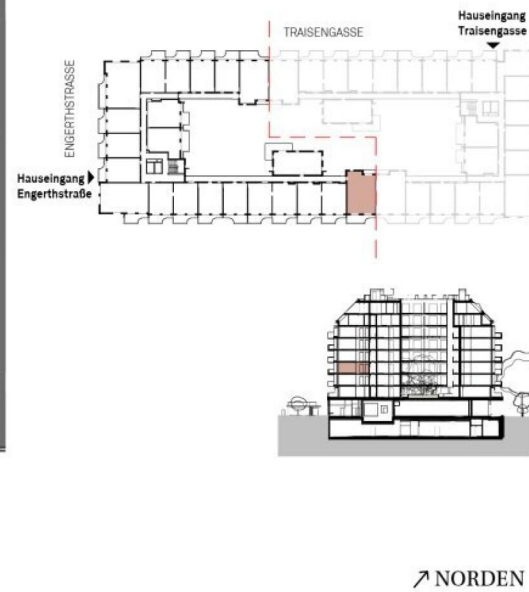 Hauseingang
Traisengasse
TRAISENGASSE
ENGERTHSTRASSE
Hauseingang
Engerthstraße
NORDEN